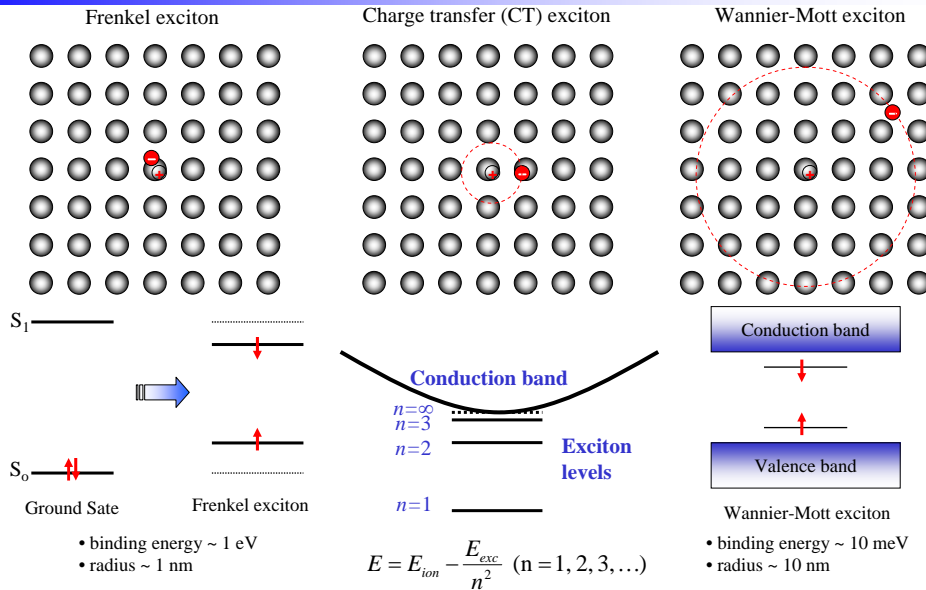 Frenkel exciton
Charge transfer (CT) exciton
Wannier-Mott exciton
S₁
Sₒ
Ground Sate
Frenkel exciton
• binding energy ~ 1 eV
• radius ~ 1 nm
Conduction band
n=∞
n=3
n=2
n=1
Exciton
levels
E = E_ion − E_exc/n² (n = 1, 2, 3, …)
Conduction band
Valence band
Wannier-Mott exciton
• binding energy ~ 10 meV
• radius ~ 10 nm